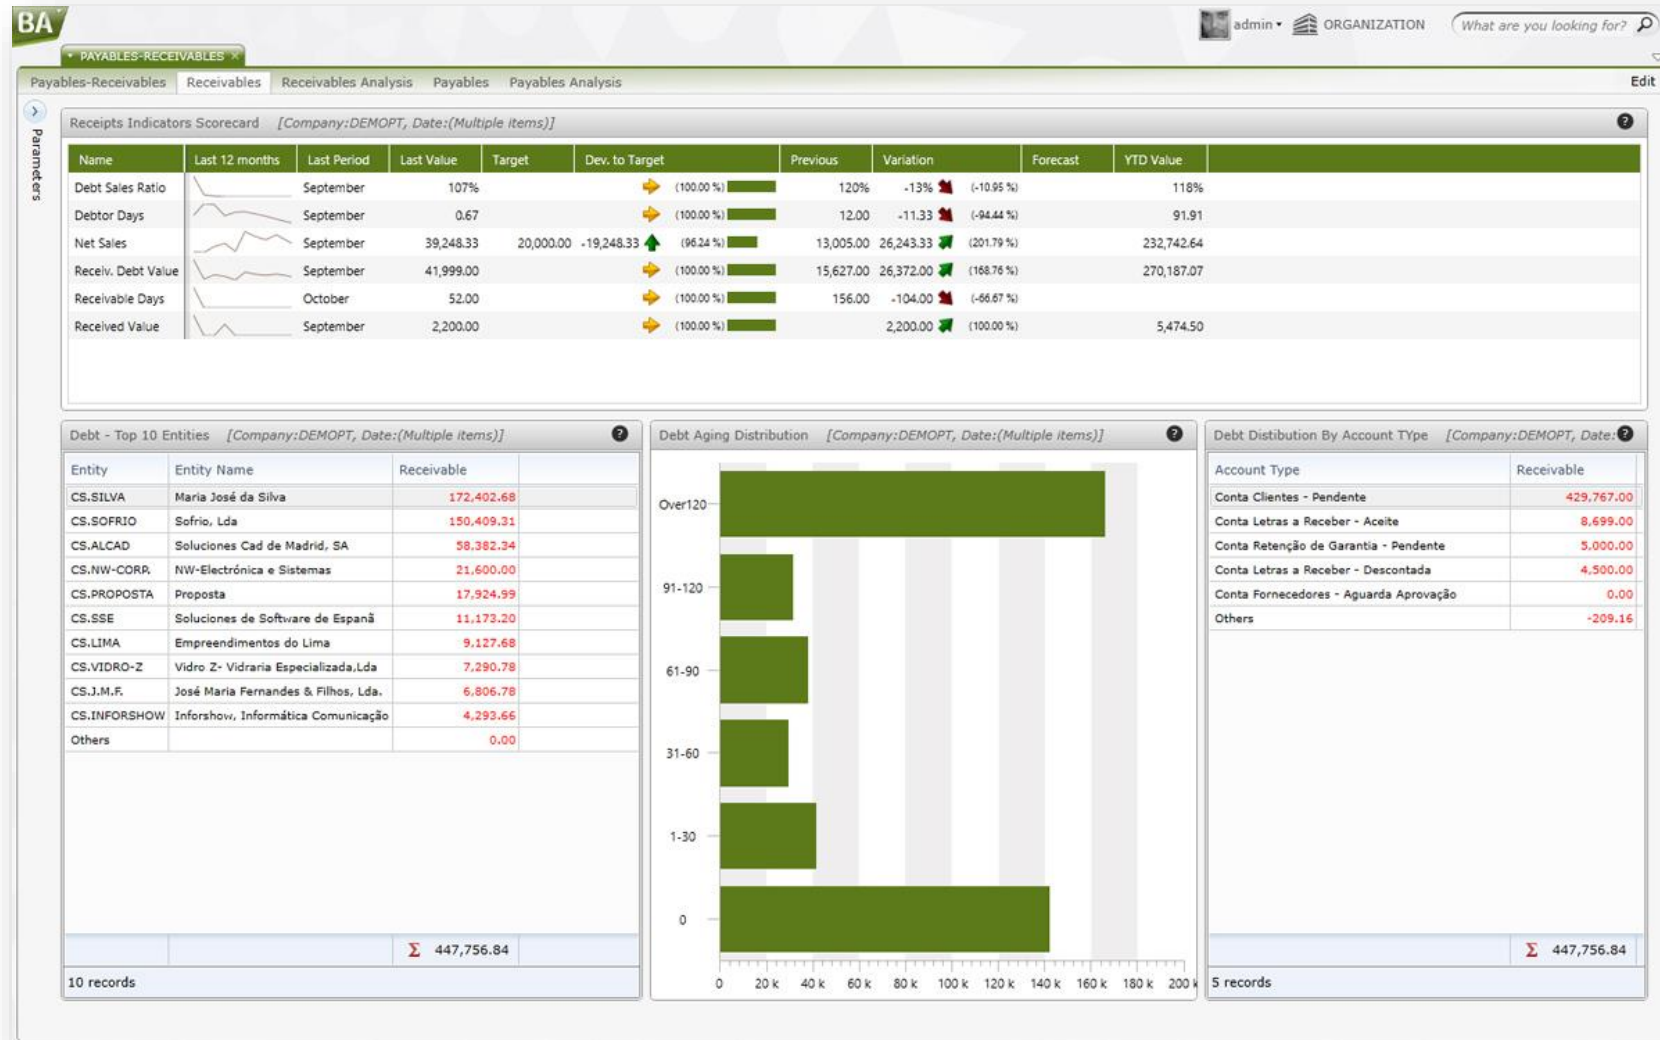 BA
admin
ORGANIZATION
What are you looking for?
PAYABLES-RECEIVABLES
Payables-Receivables Receivables Receivables Analysis Payables Payables Analysis Edit
Parameters
Receipts Indicators Scorecard [Company:DEMOPT, Date:(Multiple items)]
Name Last 12 months Last Period Last Value Target Dev. to Target Previous Variation Forecast YTD Value
Debt Sales Ratio September 107% (100.00 %) 120% -13% (-10.95 %) 118%
Debtor Days September 0.67 (100.00 %) 12.00 -11.33 (-94.44 %) 91.91
Net Sales September 39,248.33 20,000.00 -19,248.33 (96.24 %) 13,005.00 26,243.33 (201.79 %) 232,742.64
Receiv. Debt Value September 41,999.00 (100.00 %) 15,627.00 26,372.00 (168.76 %) 270,187.07
Receivable Days October 52.00 (100.00 %) 156.00 -104.00 (-66.67 %)
Received Value September 2,200.00 (100.00 %) 2,200.00 (100.00 %) 5,474.50
Debt - Top 10 Entities [Company:DEMOPT, Date:(Multiple items)]
Entity Entity Name Receivable
CS.SILVA Maria José da Silva 172,402.68
CS.SOFRIO Sofrio, Lda 150,409.31
CS.ALCAD Soluciones Cad de Madrid, SA 58,382.34
CS.NW-CORP. NW-Electrónica e Sistemas 21,600.00
CS.PROPOSTA Proposta 17,924.99
CS.SSE Soluciones de Software de Espanã 11,173.20
CS.LIMA Empreendimentos do Lima 9,127.68
CS.VIDRO-Z Vidro Z- Vidraria Especializada,Lda 7,290.78
CS.J.M.F. José Maria Fernandes & Filhos, Lda. 6,806.78
CS.INFORSHOW Inforshow, Informática Comunicação 4,293.66
Others 0.00
Σ 447,756.84
10 records
Debt Aging Distribution [Company:DEMOPT, Date:(Multiple items)]
Over120
91-120
61-90
31-60
1-30
0
0 20 k 40 k 60 k 80 k 100 k 120 k 140 k 160 k 180 k 200 k
Debt Distibution By Account TYpe [Company:DEMOPT, Date:
Account Type Receivable
Conta Clientes - Pendente 429,767.00
Conta Letras a Receber - Aceite 8,699.00
Conta Retenção de Garantia - Pendente 5,000.00
Conta Letras a Receber - Descontada 4,500.00
Conta Fornecedores - Aguarda Aprovação 0.00
Others -209.16
Σ 447,756.84
5 records